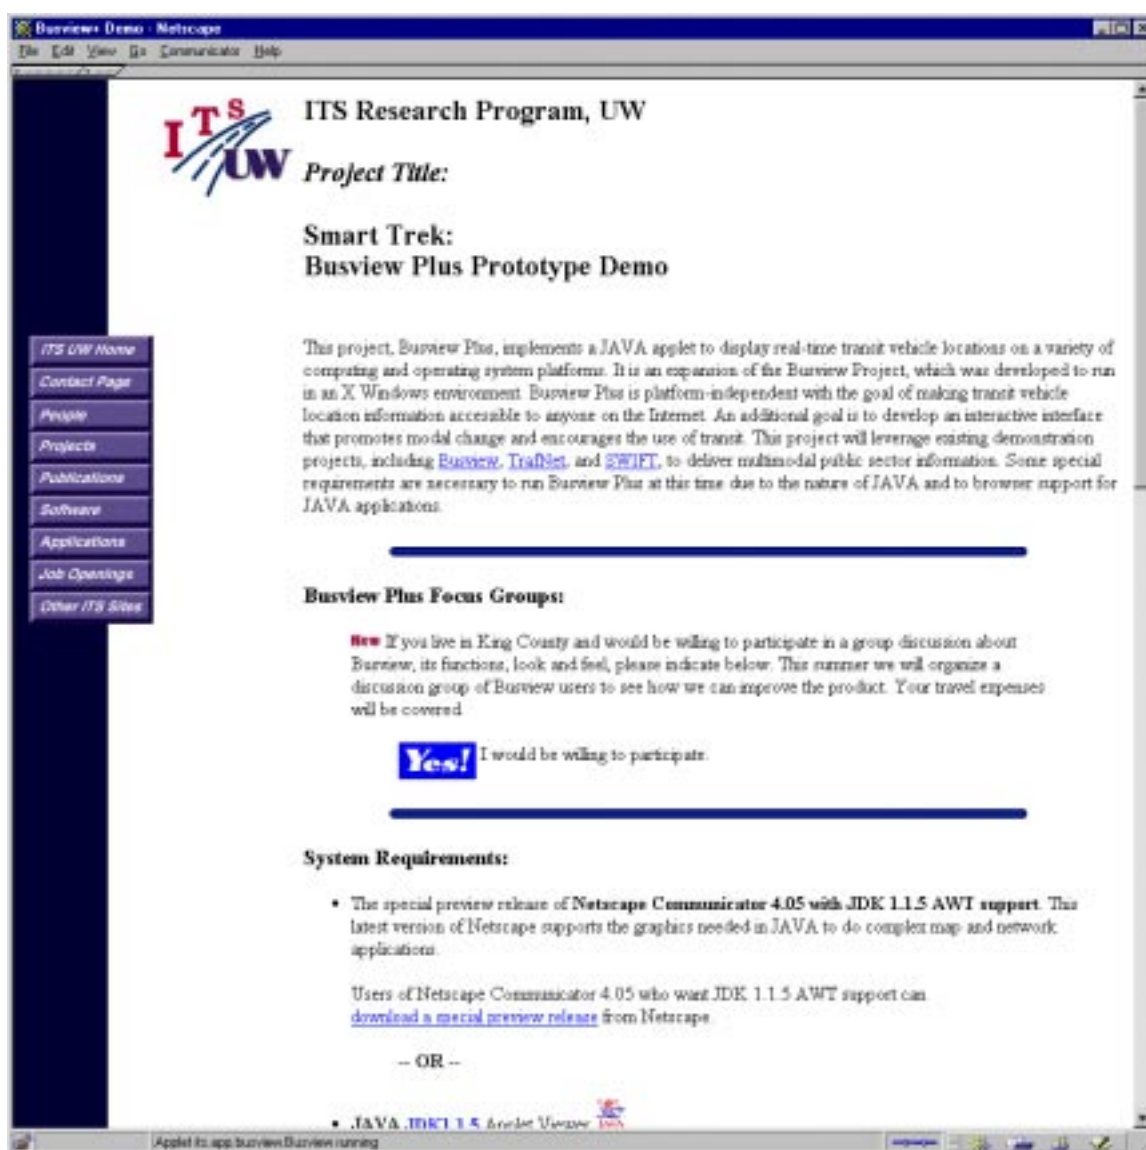 Busview+ Demo - Netscape
File Edit View Go Communicator Help
ITS UW
ITS Research Program, UW
Project Title:
Smart Trek:
Busview Plus Prototype Demo
ITS UW Home
Contact Page
People
Projects
Publications
Software
Applications
Job Openings
Other ITS Sites
This project, Busview Plus, implements a JAVA applet to display real-time transit vehicle locations on a variety of
computing and operating system platforms. It is an expansion of the Busview Project, which was developed to run
in an X Windows environment. Busview Plus is platform-independent with the goal of making transit vehicle
location information accessible to anyone on the Internet. An additional goal is to develop an interactive interface
that promotes modal change and encourages the use of transit. This project will leverage existing demonstration
projects, including Busview, TrafNet, and SWIFT, to deliver multimodal public sector information. Some special
requirements are necessary to run Busview Plus at this time due to the nature of JAVA and to browser support for
JAVA applications.
Busview Plus Focus Groups:
New If you live in King County and would be willing to participate in a group discussion about
Busview, its functions, look and feel, please indicate below. This summer we will organize a
discussion group of Busview users to see how we can improve the product. Your travel expenses
will be covered.
Yes! I would be willing to participate.
System Requirements:
• The special preview release of Netscape Communicator 4.05 with JDK 1.1.5 AWT support. This
latest version of Netscape supports the graphics needed in JAVA to do complex map and network
applications.
Users of Netscape Communicator 4.05 who want JDK 1.1.5 AWT support can
download a special preview release from Netscape.
-- OR --
• JAVA JDK1.1.5 Applet Viewer
Applet its.app.busview.Busview running